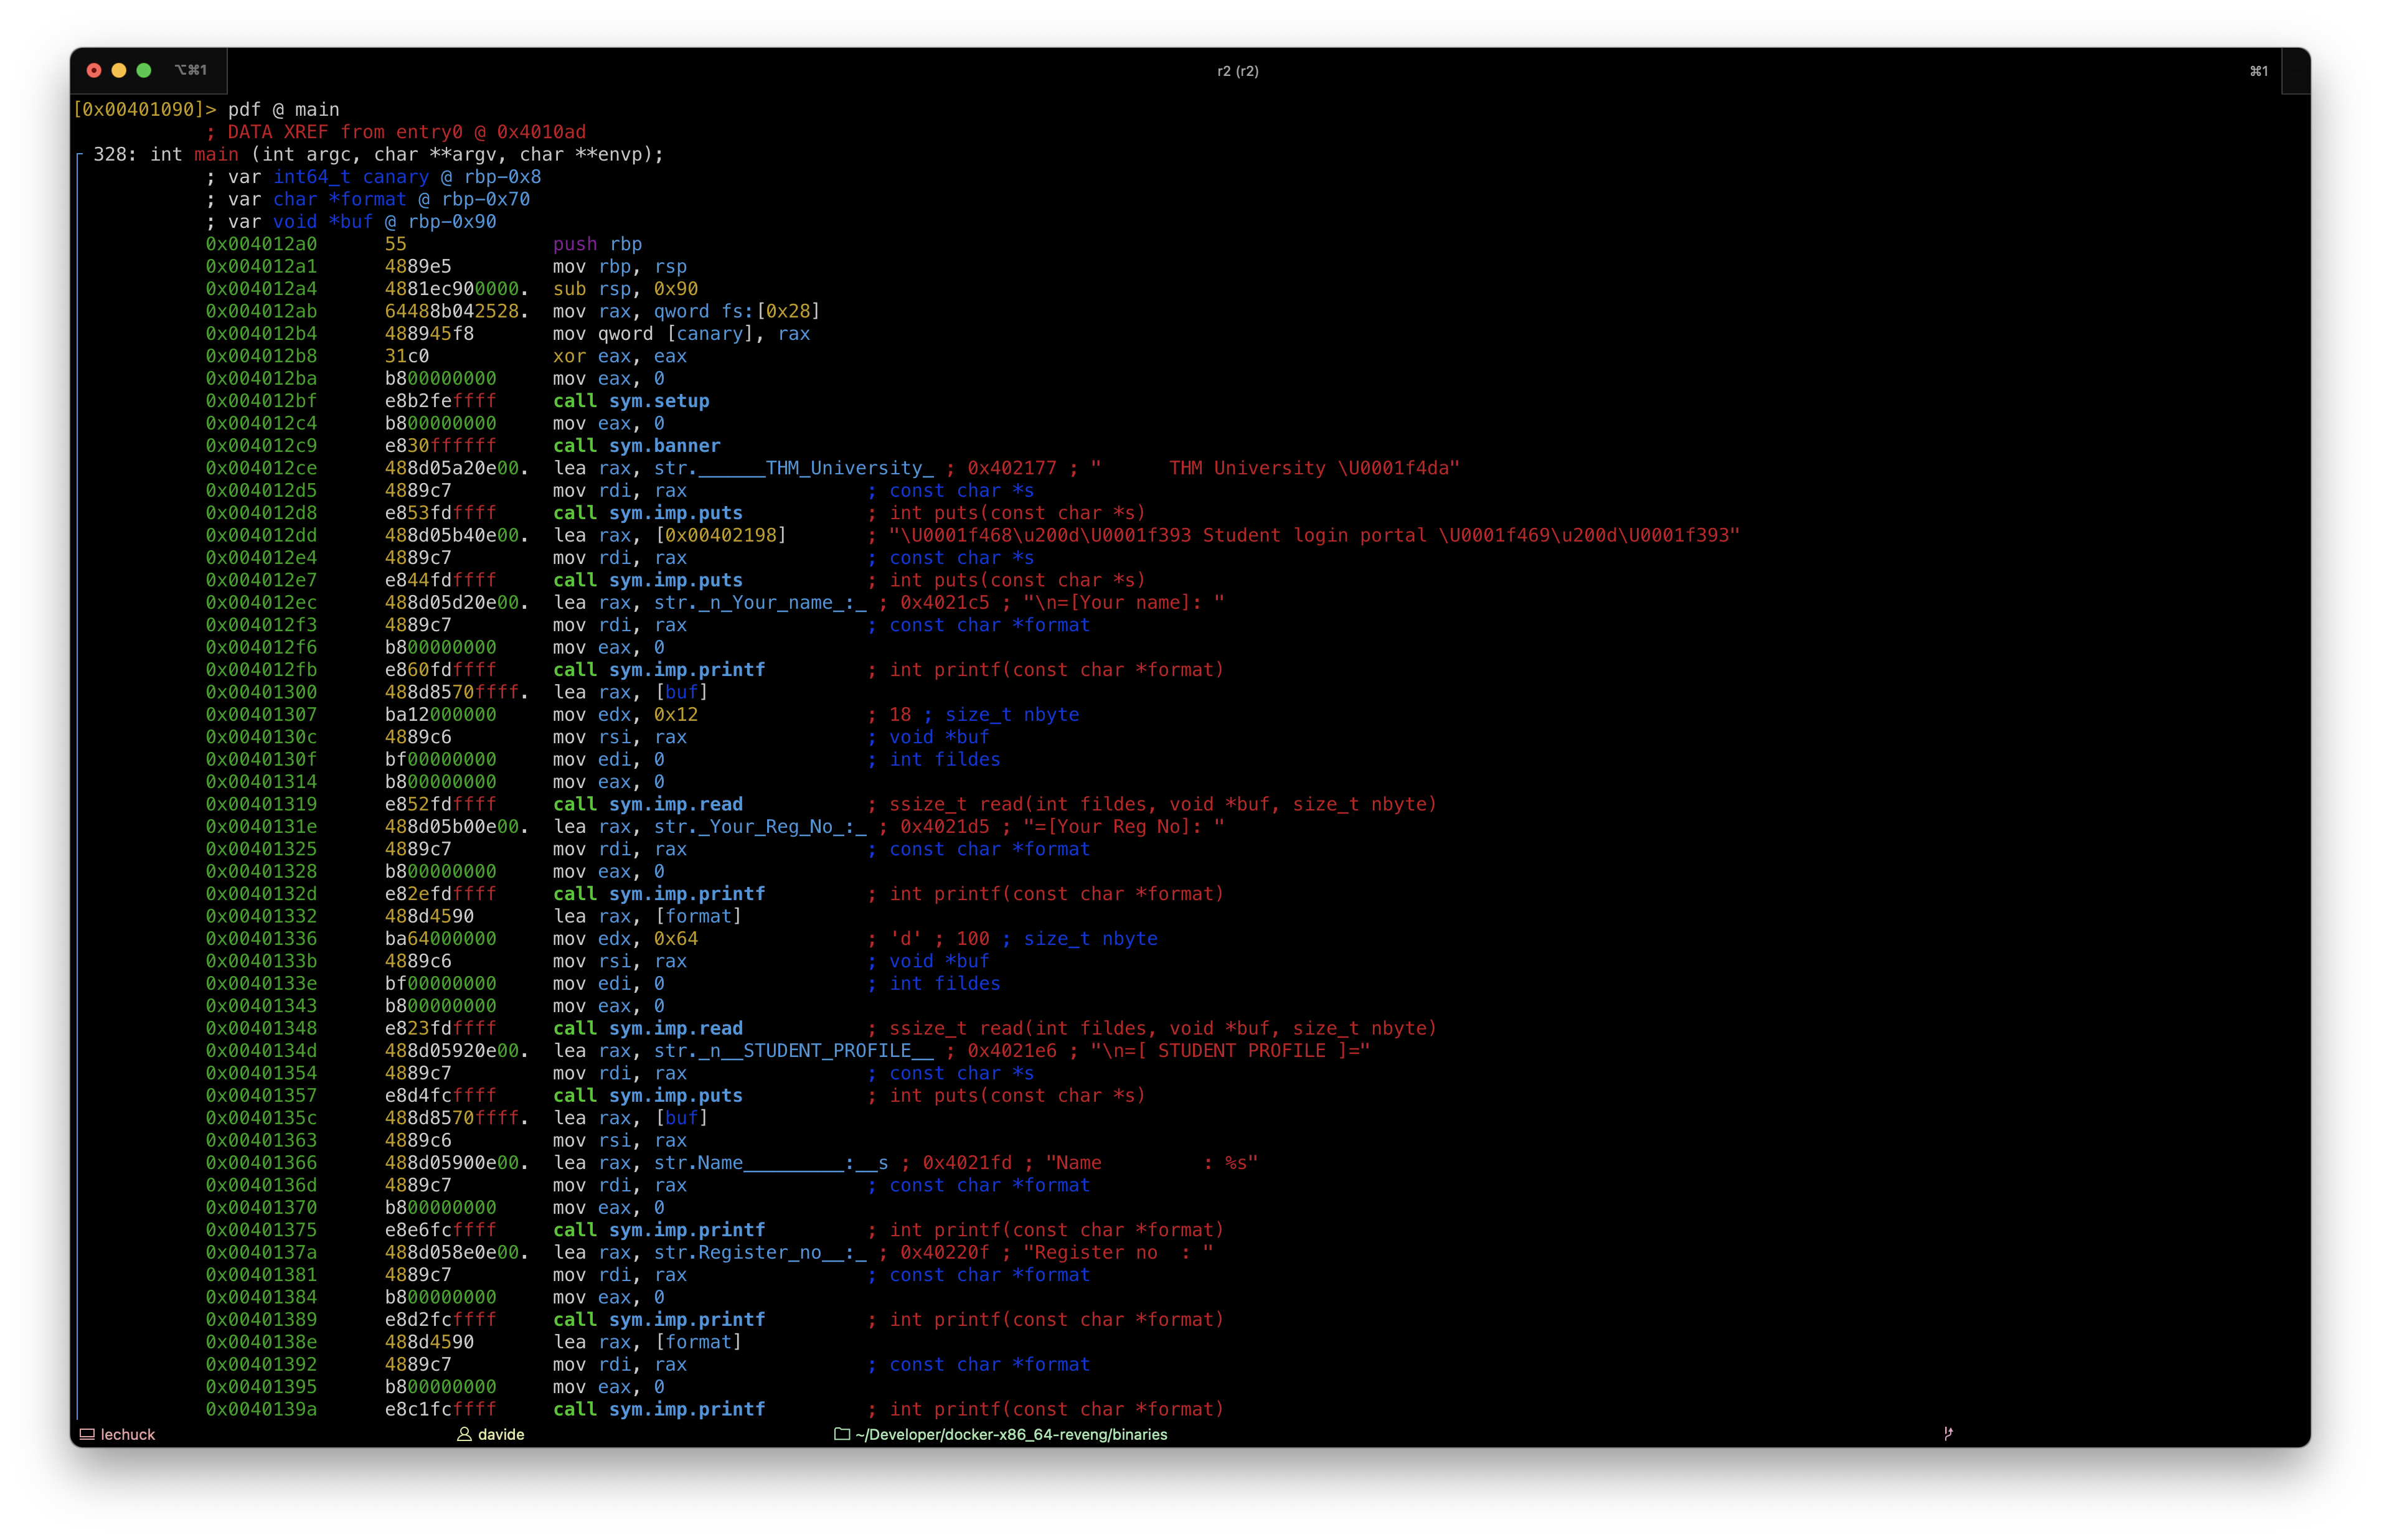 ⌥⌘1 r2 (r2) ⌘1
[0x00401090]> pdf @ main
            ; DATA XREF from entry0 @ 0x4010ad
┌ 328: int main (int argc, char **argv, char **envp);
│           ; var int64_t canary @ rbp-0x8
│           ; var char *format @ rbp-0x70
│           ; var void *buf @ rbp-0x90
│           0x004012a0      55             push rbp
│           0x004012a1      4889e5         mov rbp, rsp
│           0x004012a4      4881ec900000.  sub rsp, 0x90
│           0x004012ab      64488b042528.  mov rax, qword fs:[0x28]
│           0x004012b4      488945f8       mov qword [canary], rax
│           0x004012b8      31c0           xor eax, eax
│           0x004012ba      b800000000     mov eax, 0
│           0x004012bf      e8b2feffff     call sym.setup
│           0x004012c4      b800000000     mov eax, 0
│           0x004012c9      e830ffffff     call sym.banner
│           0x004012ce      488d05a20e00.  lea rax, str.______THM_University_ ; 0x402177 ; "      THM University \U0001f4da"
│           0x004012d5      4889c7         mov rdi, rax                ; const char *s
│           0x004012d8      e853fdffff     call sym.imp.puts           ; int puts(const char *s)
│           0x004012dd      488d05b40e00.  lea rax, [0x00402198]       ; "\U0001f468\u200d\U0001f393 Student login portal \U0001f469\u200d\U0001f393"
│           0x004012e4      4889c7         mov rdi, rax                ; const char *s
│           0x004012e7      e844fdffff     call sym.imp.puts           ; int puts(const char *s)
│           0x004012ec      488d05d20e00.  lea rax, str._n_Your_name_:_ ; 0x4021c5 ; "\n=[Your name]: "
│           0x004012f3      4889c7         mov rdi, rax                ; const char *format
│           0x004012f6      b800000000     mov eax, 0
│           0x004012fb      e860fdffff     call sym.imp.printf         ; int printf(const char *format)
│           0x00401300      488d8570ffff.  lea rax, [buf]
│           0x00401307      ba12000000     mov edx, 0x12               ; 18 ; size_t nbyte
│           0x0040130c      4889c6         mov rsi, rax                ; void *buf
│           0x0040130f      bf00000000     mov edi, 0                  ; int fildes
│           0x00401314      b800000000     mov eax, 0
│           0x00401319      e852fdffff     call sym.imp.read           ; ssize_t read(int fildes, void *buf, size_t nbyte)
│           0x0040131e      488d05b00e00.  lea rax, str._Your_Reg_No_:_ ; 0x4021d5 ; "=[Your Reg No]: "
│           0x00401325      4889c7         mov rdi, rax                ; const char *format
│           0x00401328      b800000000     mov eax, 0
│           0x0040132d      e82efdffff     call sym.imp.printf         ; int printf(const char *format)
│           0x00401332      488d4590       lea rax, [format]
│           0x00401336      ba64000000     mov edx, 0x64               ; 'd' ; 100 ; size_t nbyte
│           0x0040133b      4889c6         mov rsi, rax                ; void *buf
│           0x0040133e      bf00000000     mov edi, 0                  ; int fildes
│           0x00401343      b800000000     mov eax, 0
│           0x00401348      e823fdffff     call sym.imp.read           ; ssize_t read(int fildes, void *buf, size_t nbyte)
│           0x0040134d      488d05920e00.  lea rax, str._n__STUDENT_PROFILE__ ; 0x4021e6 ; "\n=[ STUDENT PROFILE ]="
│           0x00401354      4889c7         mov rdi, rax                ; const char *s
│           0x00401357      e8d4fcffff     call sym.imp.puts           ; int puts(const char *s)
│           0x0040135c      488d8570ffff.  lea rax, [buf]
│           0x00401363      4889c6         mov rsi, rax
│           0x00401366      488d05900e00.  lea rax, str.Name_________:__s ; 0x4021fd ; "Name         : %s"
│           0x0040136d      4889c7         mov rdi, rax                ; const char *format
│           0x00401370      b800000000     mov eax, 0
│           0x00401375      e8e6fcffff     call sym.imp.printf         ; int printf(const char *format)
│           0x0040137a      488d058e0e00.  lea rax, str.Register_no__:_ ; 0x40220f ; "Register no  : "
│           0x00401381      4889c7         mov rdi, rax                ; const char *format
│           0x00401384      b800000000     mov eax, 0
│           0x00401389      e8d2fcffff     call sym.imp.printf         ; int printf(const char *format)
│           0x0040138e      488d4590       lea rax, [format]
│           0x00401392      4889c7         mov rdi, rax                ; const char *format
│           0x00401395      b800000000     mov eax, 0
│           0x0040139a      e8c1fcffff     call sym.imp.printf         ; int printf(const char *format)
lechuck davide ~/Developer/docker-x86_64-reveng/binaries